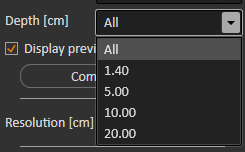 Depth [cm] All
Display previ
All
1.40
Com
5.00
10.00
Resolution [cm]
20.00